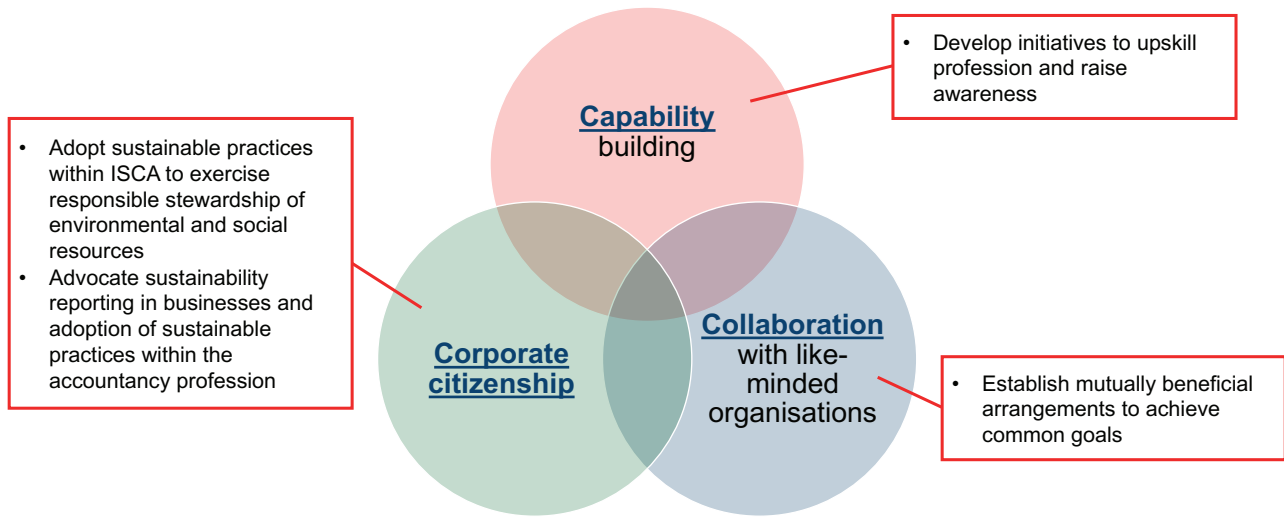 • Develop initiatives to upskill
profession and raise
awareness
Capability
building
• Adopt sustainable practices
within ISCA to exercise
responsible stewardship of
environmental and social
resources
• Advocate sustainability
reporting in businesses and
adoption of sustainable
practices within the
accountancy profession
Corporate
citizenship
Collaboration
with like-
minded
organisations
• Establish mutually beneficial
arrangements to achieve
common goals